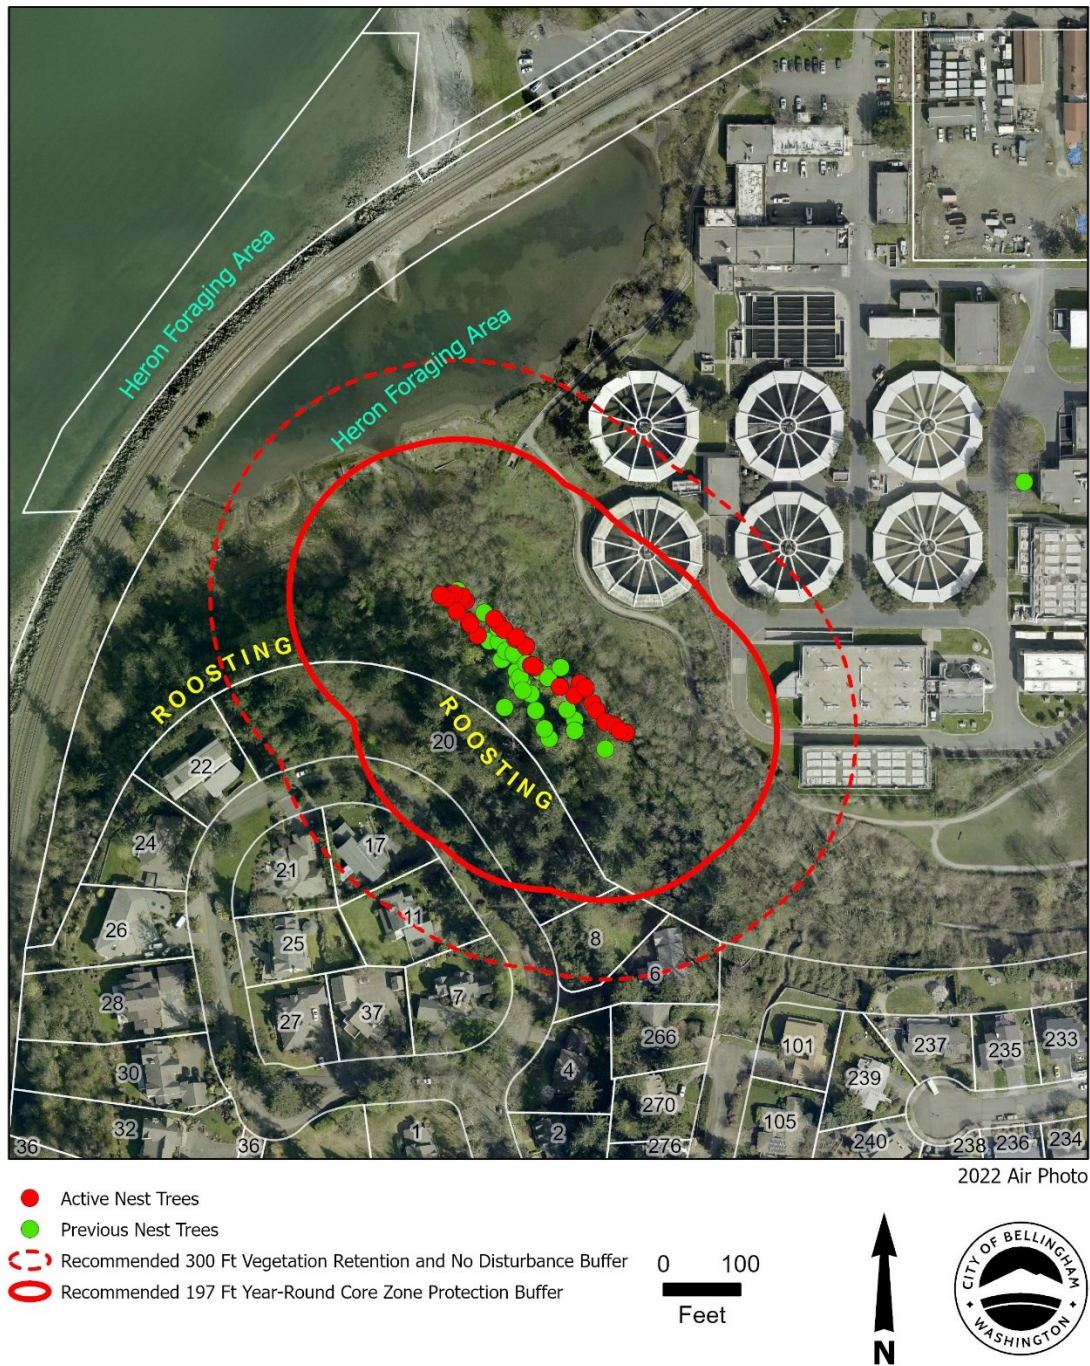 Heron Foraging Area
Heron Foraging Area
ROOSTING
ROOSTING
20
22
24
17
21
11
26
25
8
6
28
27
37
7
266
101
237
235
233
30
4
270
239
32
1
2
105
36
36
276
240
238
236
234
2022 Air Photo
Active Nest Trees
Previous Nest Trees
Recommended 300 Ft Vegetation Retention and No Disturbance Buffer
Recommended 197 Ft Year-Round Core Zone Protection Buffer
0 100
Feet
N
CITY OF BELLINGHAM
WASHINGTON